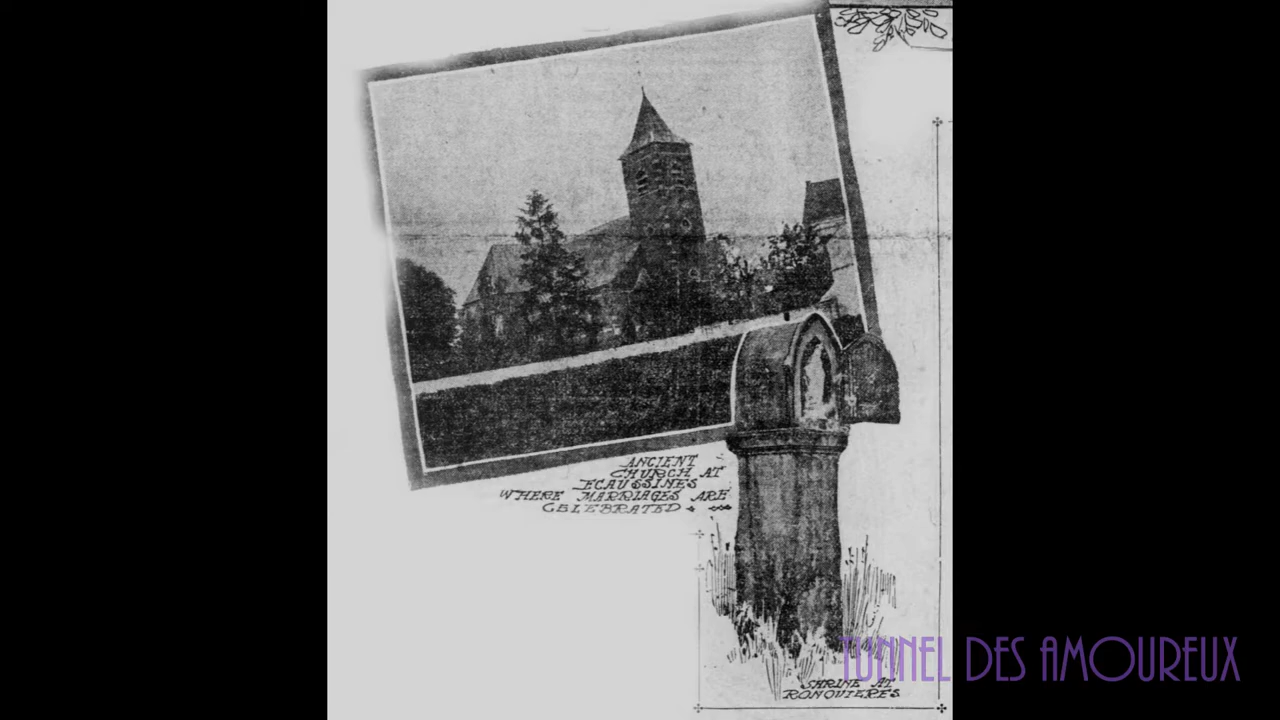 ANCIENT
CHURCH AT
ECAUSSINES
WHERE MARRIAGES ARE
CELEBRATED
TUNNEL DES AMOUREUX
SHRINE AT
RONQUIERES